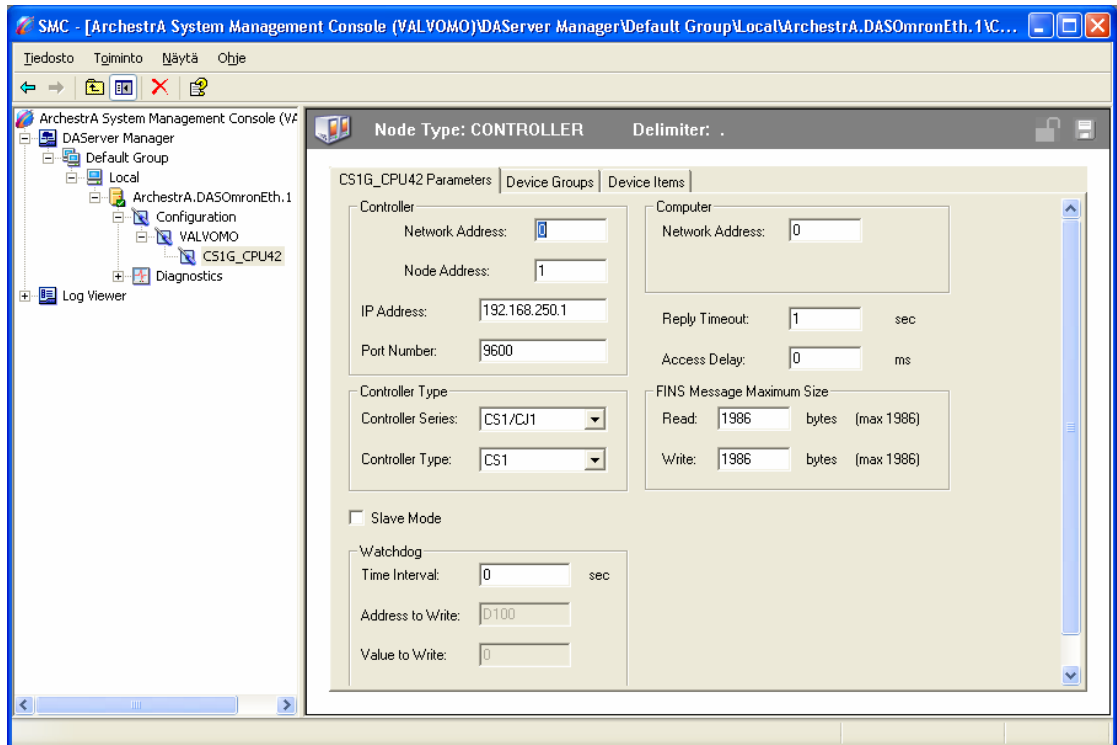 SMC - [ArchestrA System Management Console (VALVOMO)\DAServer Manager\Default Group\Local\ArchestrA.DASOmronEth.1\C...
Tiedosto Toiminto Näytä Ohje
ArchestrA System Management Console (VA
DAServer Manager
Default Group
Local
ArchestrA.DASOmronEth.1
Configuration
VALVOMO
CS1G_CPU42
Diagnostics
Log Viewer
Node Type: CONTROLLER Delimiter: .
CS1G_CPU42 Parameters Device Groups Device Items
Controller
Network Address: 0
Node Address: 1
IP Address: 192.168.250.1
Port Number: 9600
Computer
Network Address: 0
Reply Timeout: 1 sec
Access Delay: 0 ms
Controller Type
Controller Series: CS1/CJ1
Controller Type: CS1
FINS Message Maximum Size
Read: 1986 bytes (max 1986)
Write: 1986 bytes (max 1986)
Slave Mode
Watchdog
Time Interval: 0 sec
Address to Write: D100
Value to Write: 0